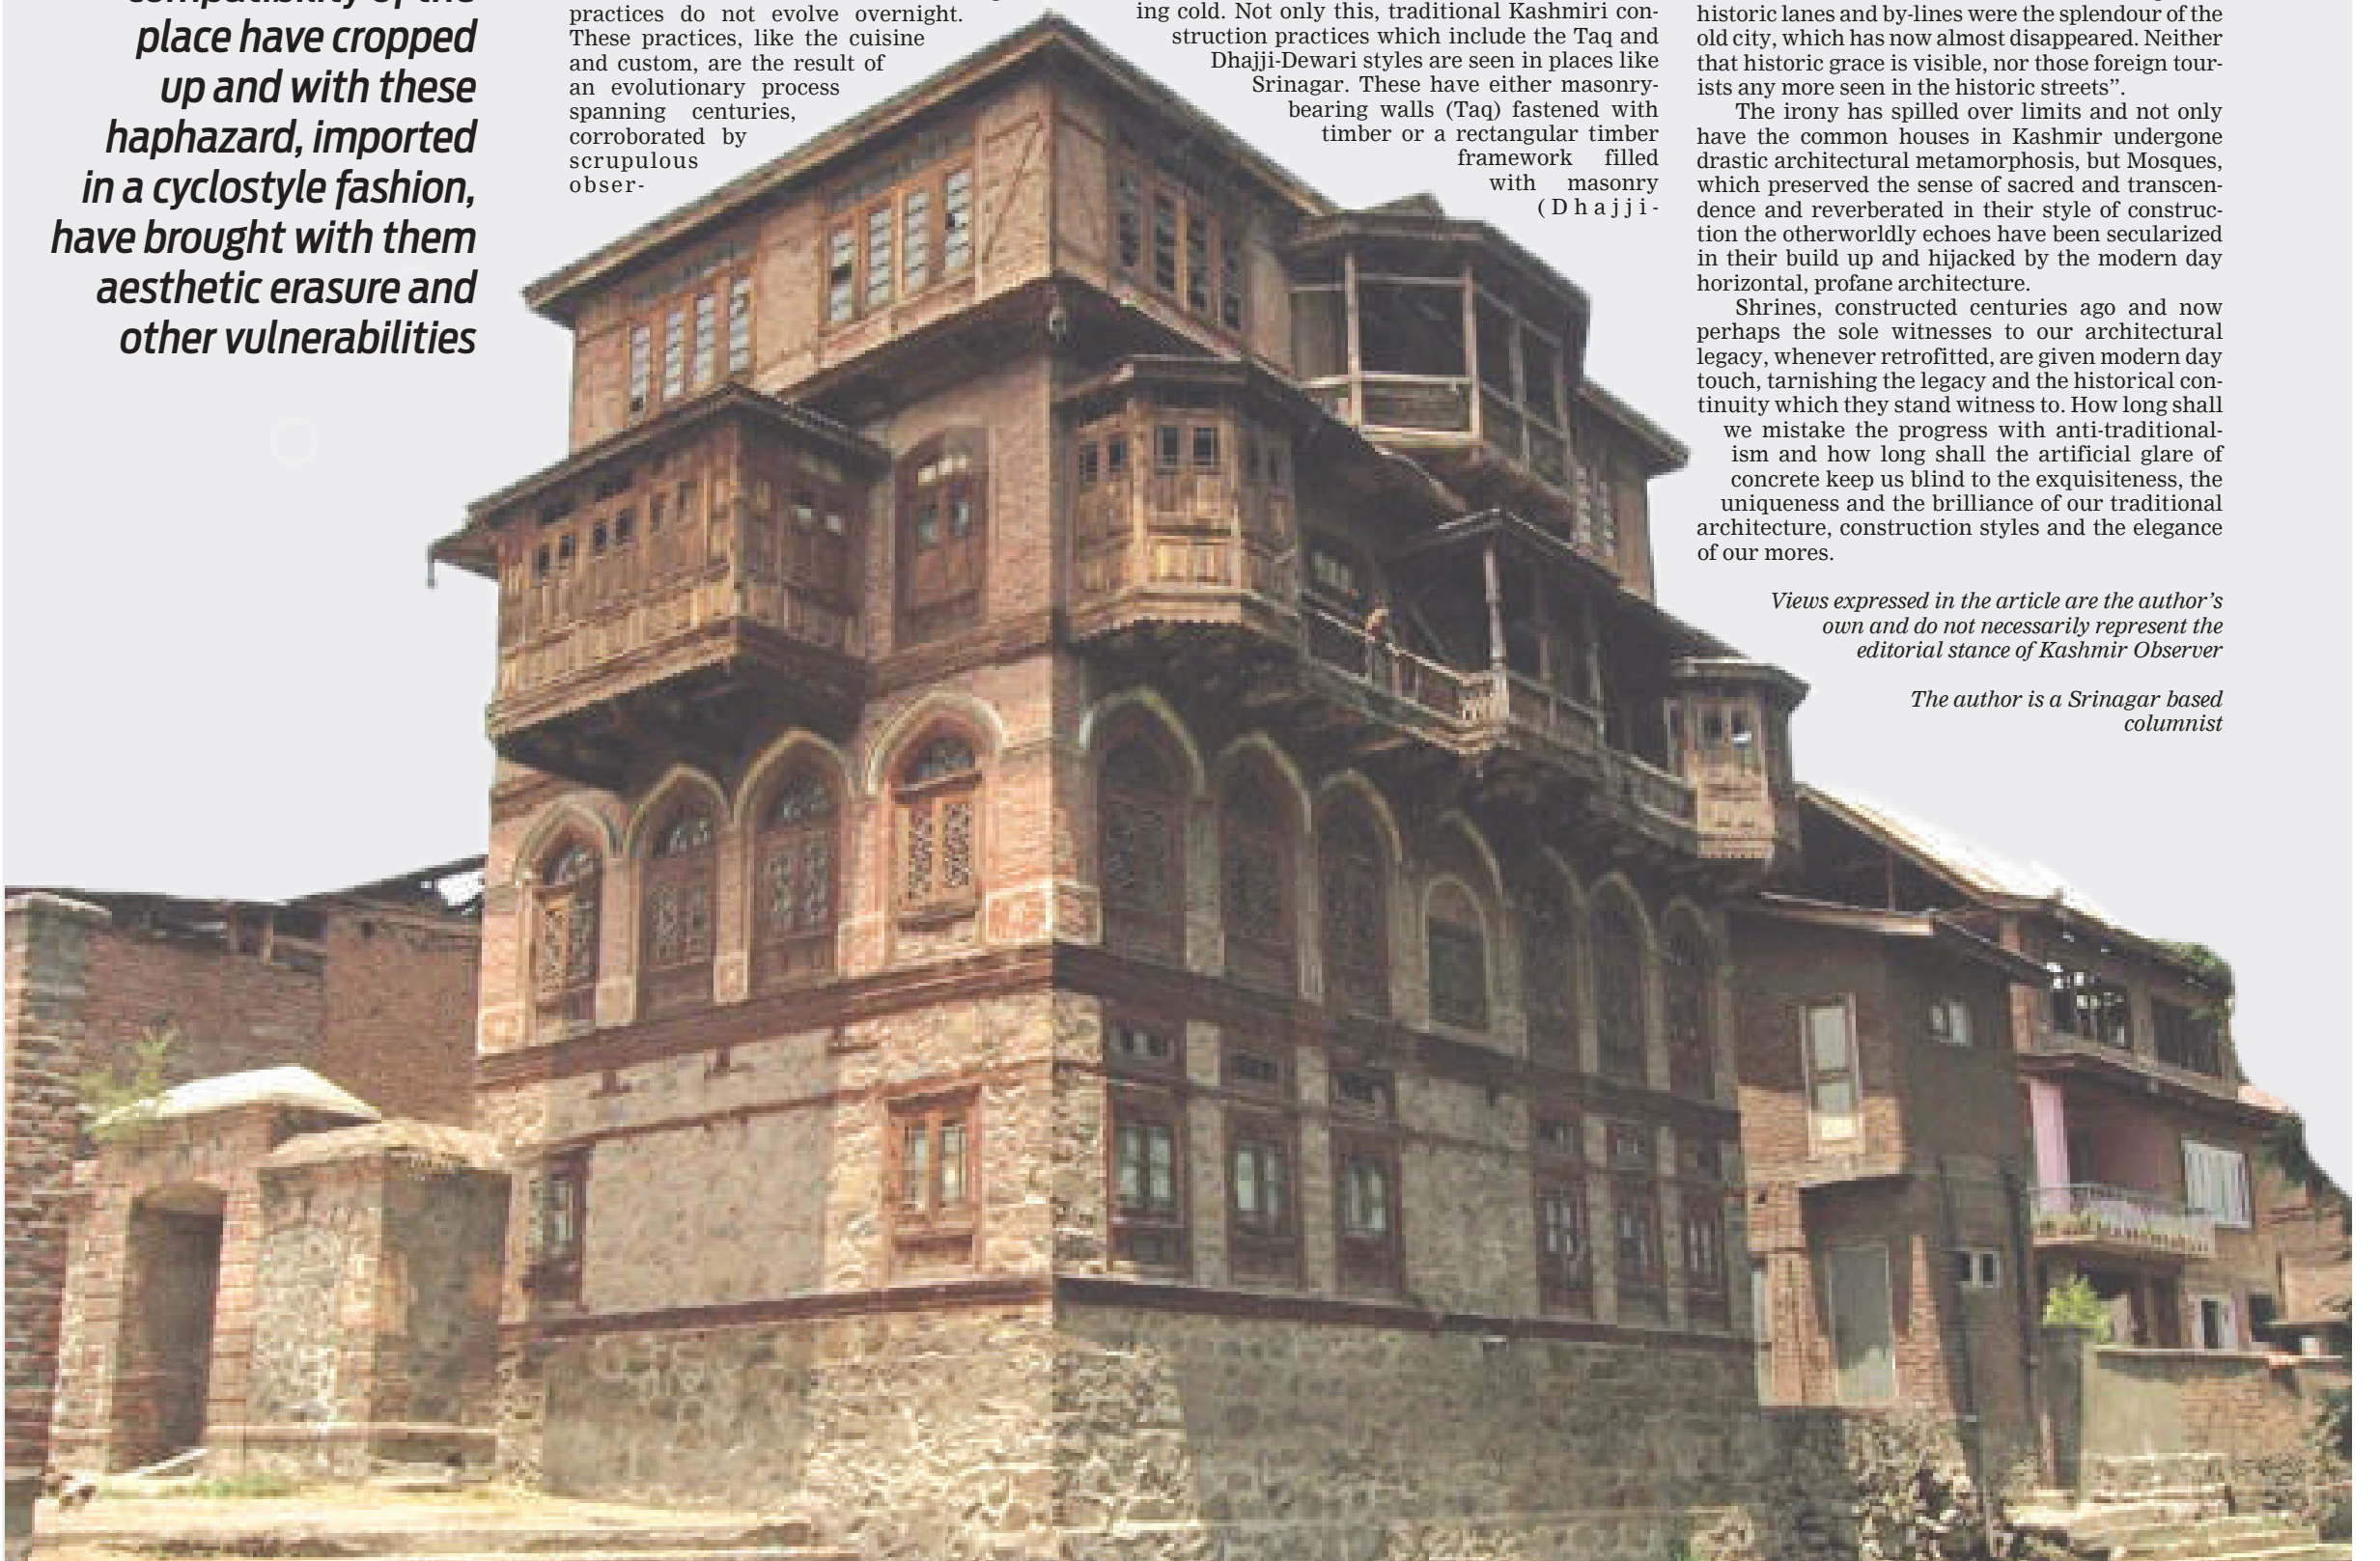 place have cropped
up and with these
haphazard, imported
in a cyclostyle fashion,
have brought with them
aesthetic erasure and
other vulnerabilities
practices do not evolve overnight.
These practices, like the cuisine
and custom, are the result of
an evolutionary process
spanning centuries,
corroborated by
scrupulous
obser-
ing cold. Not only this, traditional Kashmiri con-
struction practices which include the Taq and
Dhajji-Dewari styles are seen in places like
Srinagar. These have either masonry-
bearing walls (Taq) fastened with
timber or a rectangular timber
framework filled
with masonry
(Dhajji-
historic lanes and by-lines were the splendour of the
old city, which has now almost disappeared. Neither
that historic grace is visible, nor those foreign tour-
ists any more seen in the historic streets”.
The irony has spilled over limits and not only
have the common houses in Kashmir undergone
drastic architectural metamorphosis, but Mosques,
which preserved the sense of sacred and transcen-
dence and reverberated in their style of construc-
tion the otherworldly echoes have been secularized
in their build up and hijacked by the modern day
horizontal, profane architecture.
Shrines, constructed centuries ago and now
perhaps the sole witnesses to our architectural
legacy, whenever retrofitted, are given modern day
touch, tarnishing the legacy and the historical con-
tinuity which they stand witness to. How long shall
we mistake the progress with anti-traditional-
ism and how long shall the artificial glare of
concrete keep us blind to the exquisiteness, the
uniqueness and the brilliance of our traditional
architecture, construction styles and the elegance
of our mores.
Views expressed in the article are the author’s
own and do not necessarily represent the
editorial stance of Kashmir Observer
The author is a Srinagar based
columnist